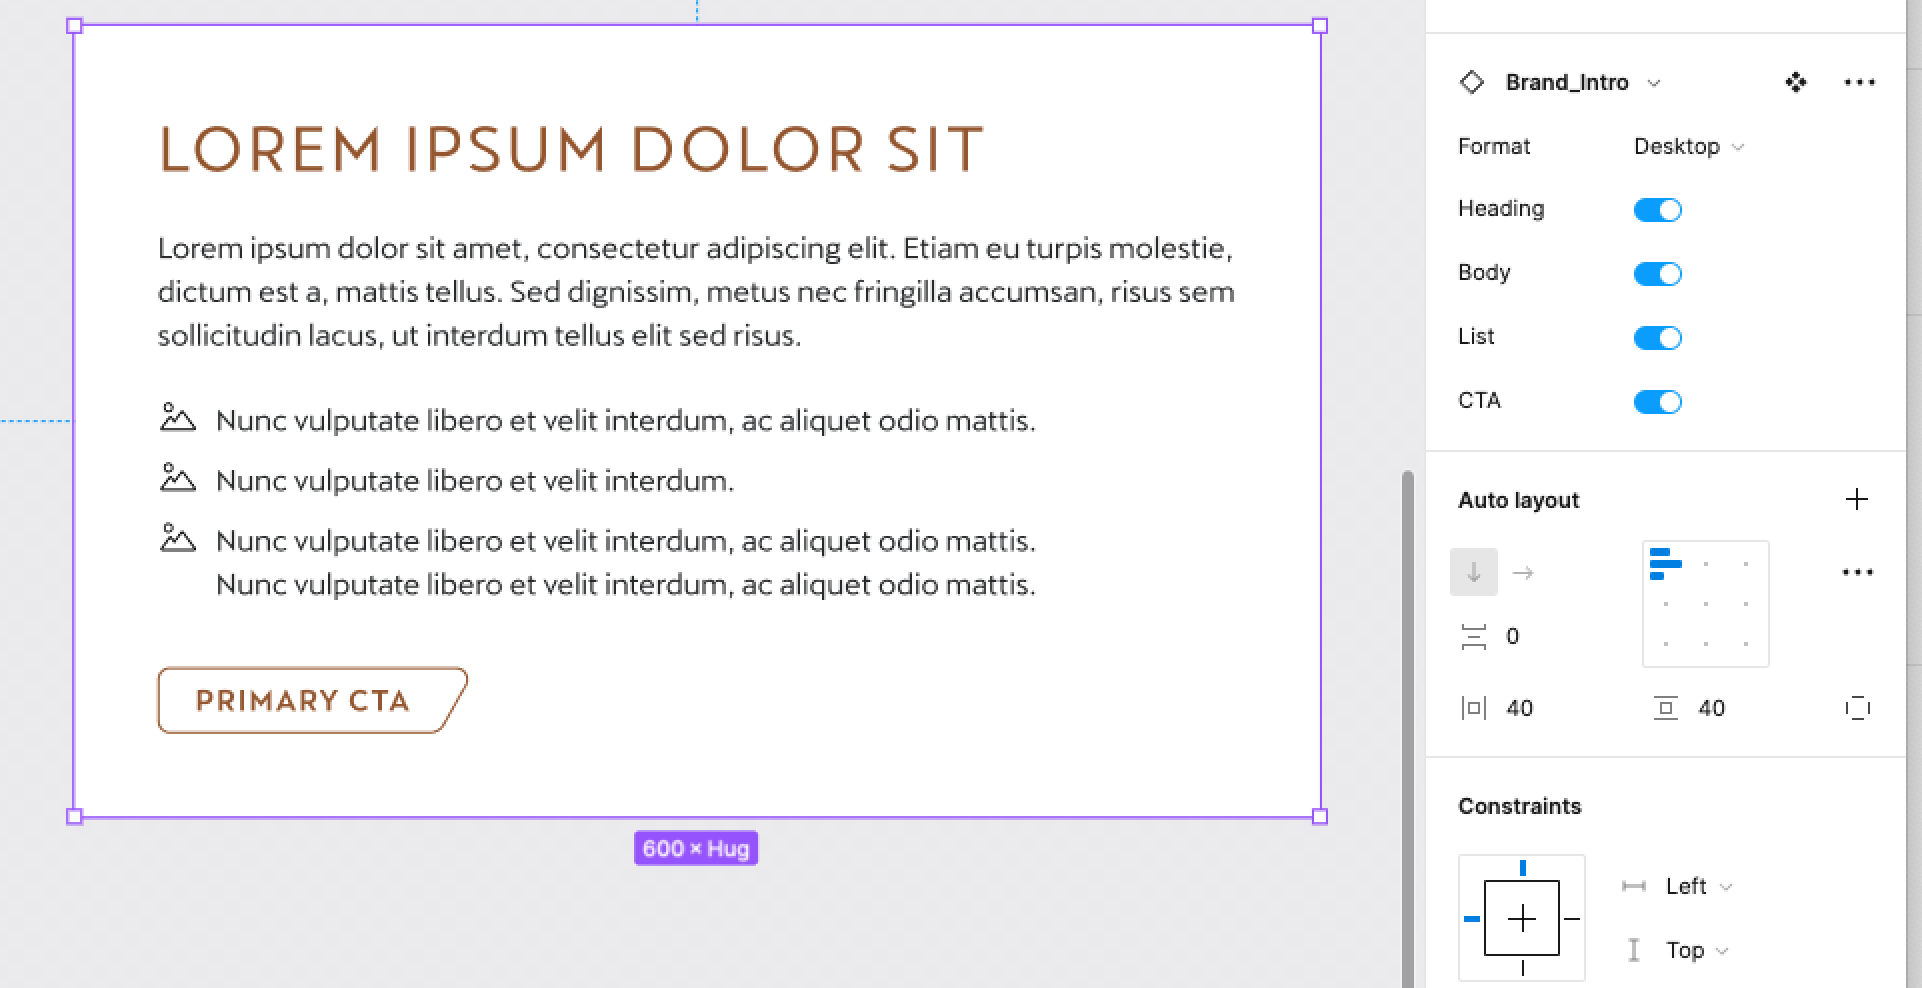 LOREM IPSUM DOLOR SIT
Lorem ipsum dolor sit amet, consectetur adipiscing elit. Etiam eu turpis molestie,
dictum est a, mattis tellus. Sed dignissim, metus nec fringilla accumsan, risus sem
sollicitudin lacus, ut interdum tellus elit sed risus.
Nunc vulputate libero et velit interdum, ac aliquet odio mattis.
Nunc vulputate libero et velit interdum.
Nunc vulputate libero et velit interdum, ac aliquet odio mattis.
Nunc vulputate libero et velit interdum, ac aliquet odio mattis.
PRIMARY CTA
600 × Hug
Brand_Intro
Format Desktop
Heading
Body
List
CTA
Auto layout
0
40 40
Constraints
Left
Top